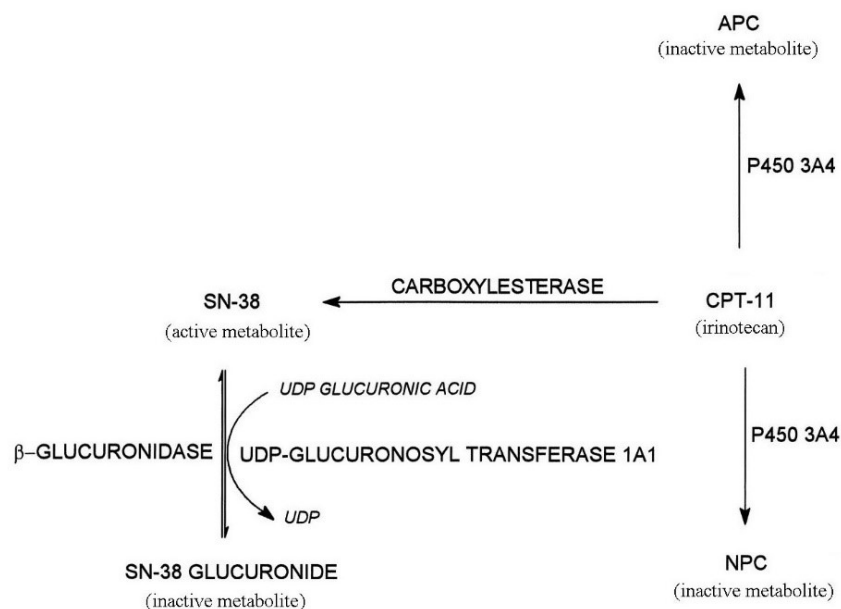 APC
(inactive metabolite)
P450 3A4
CARBOXYLESTERASE
SN-38
(active metabolite)
CPT-11
(irinotecan)
UDP GLUCURONIC ACID
β–GLUCURONIDASE
UDP-GLUCURONOSYL TRANSFERASE 1A1
P450 3A4
UDP
SN-38 GLUCURONIDE
(inactive metabolite)
NPC
(inactive metabolite)